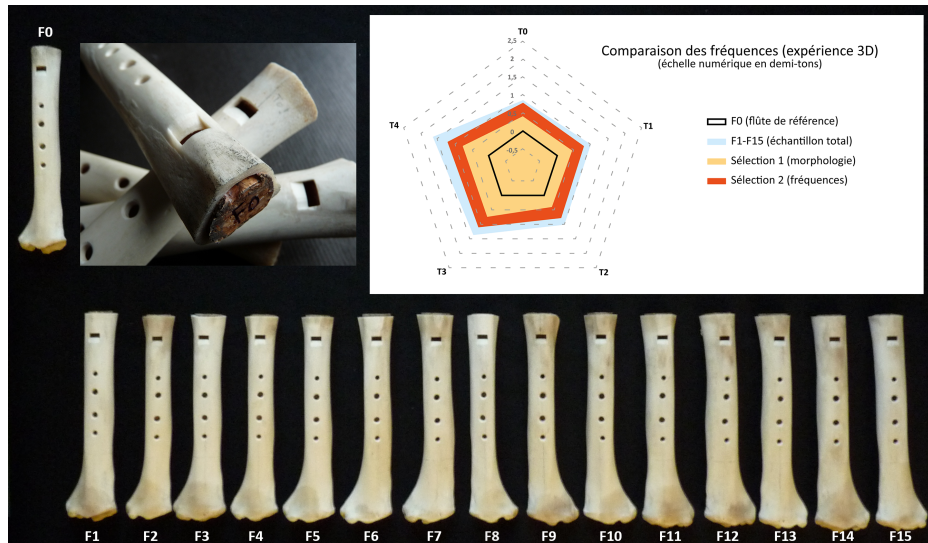 F0
F0
Comparaison des fréquences (expérience 3D)
(échelle numérique en demi-tons)
T0
2,5
2
1,5
1
0
-0,5
T4
T1
T3
T2
F0 (flûte de référence)
F1-F15 (échantillon total)
Sélection 1 (morphologie)
Sélection 2 (fréquences)
F1 F2 F3 F4 F5 F6 F7 F8 F9 F10 F11 F12 F13 F14 F15